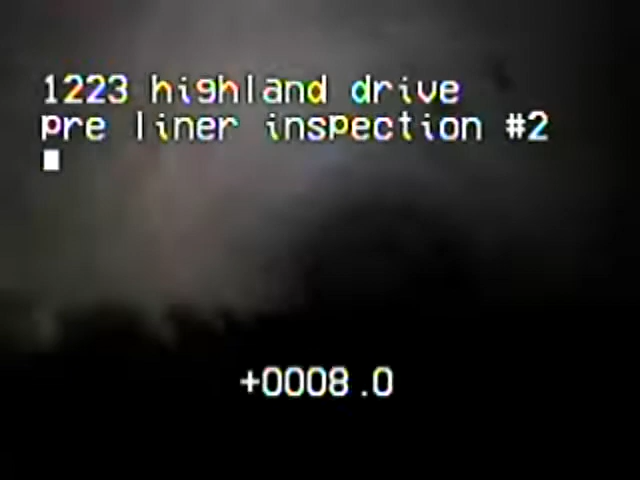 1223 highland drive
pre liner inspection #2
+0008.0